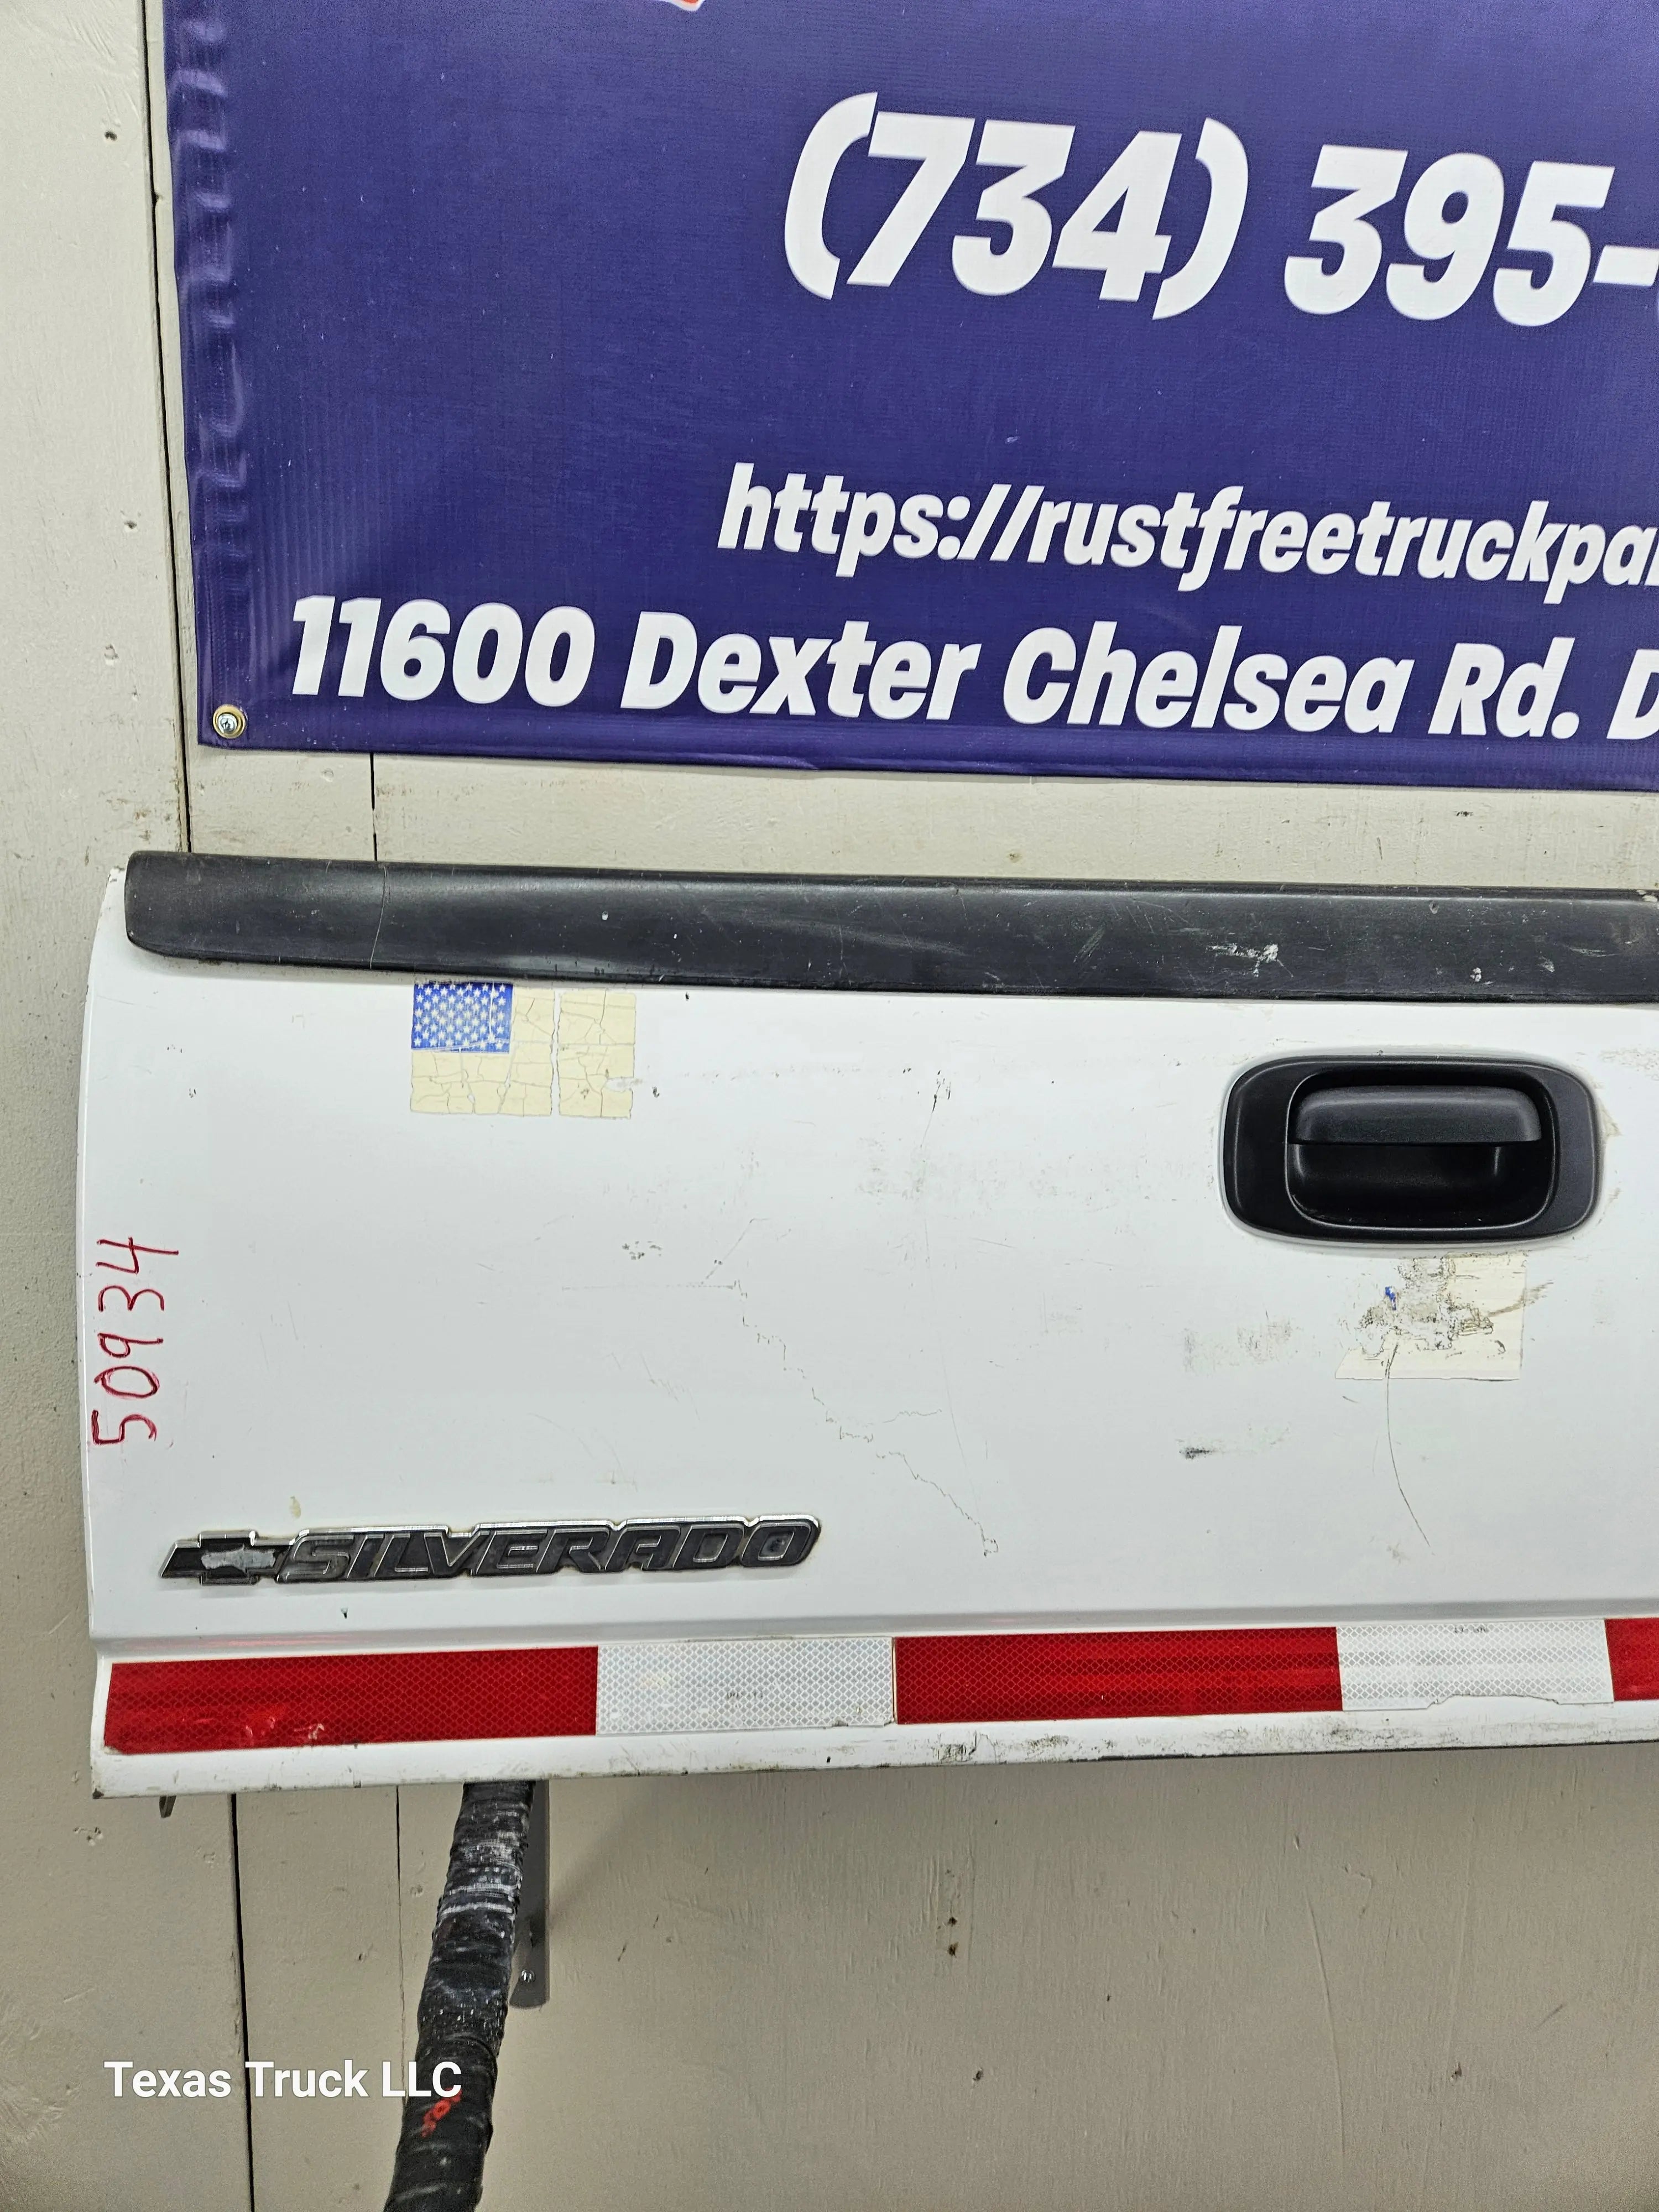 (734) 395-
https://rustfreetruckpa
11600 Dexter Chelsea Rd. D
50934
SILVERADO
Texas Truck LLC